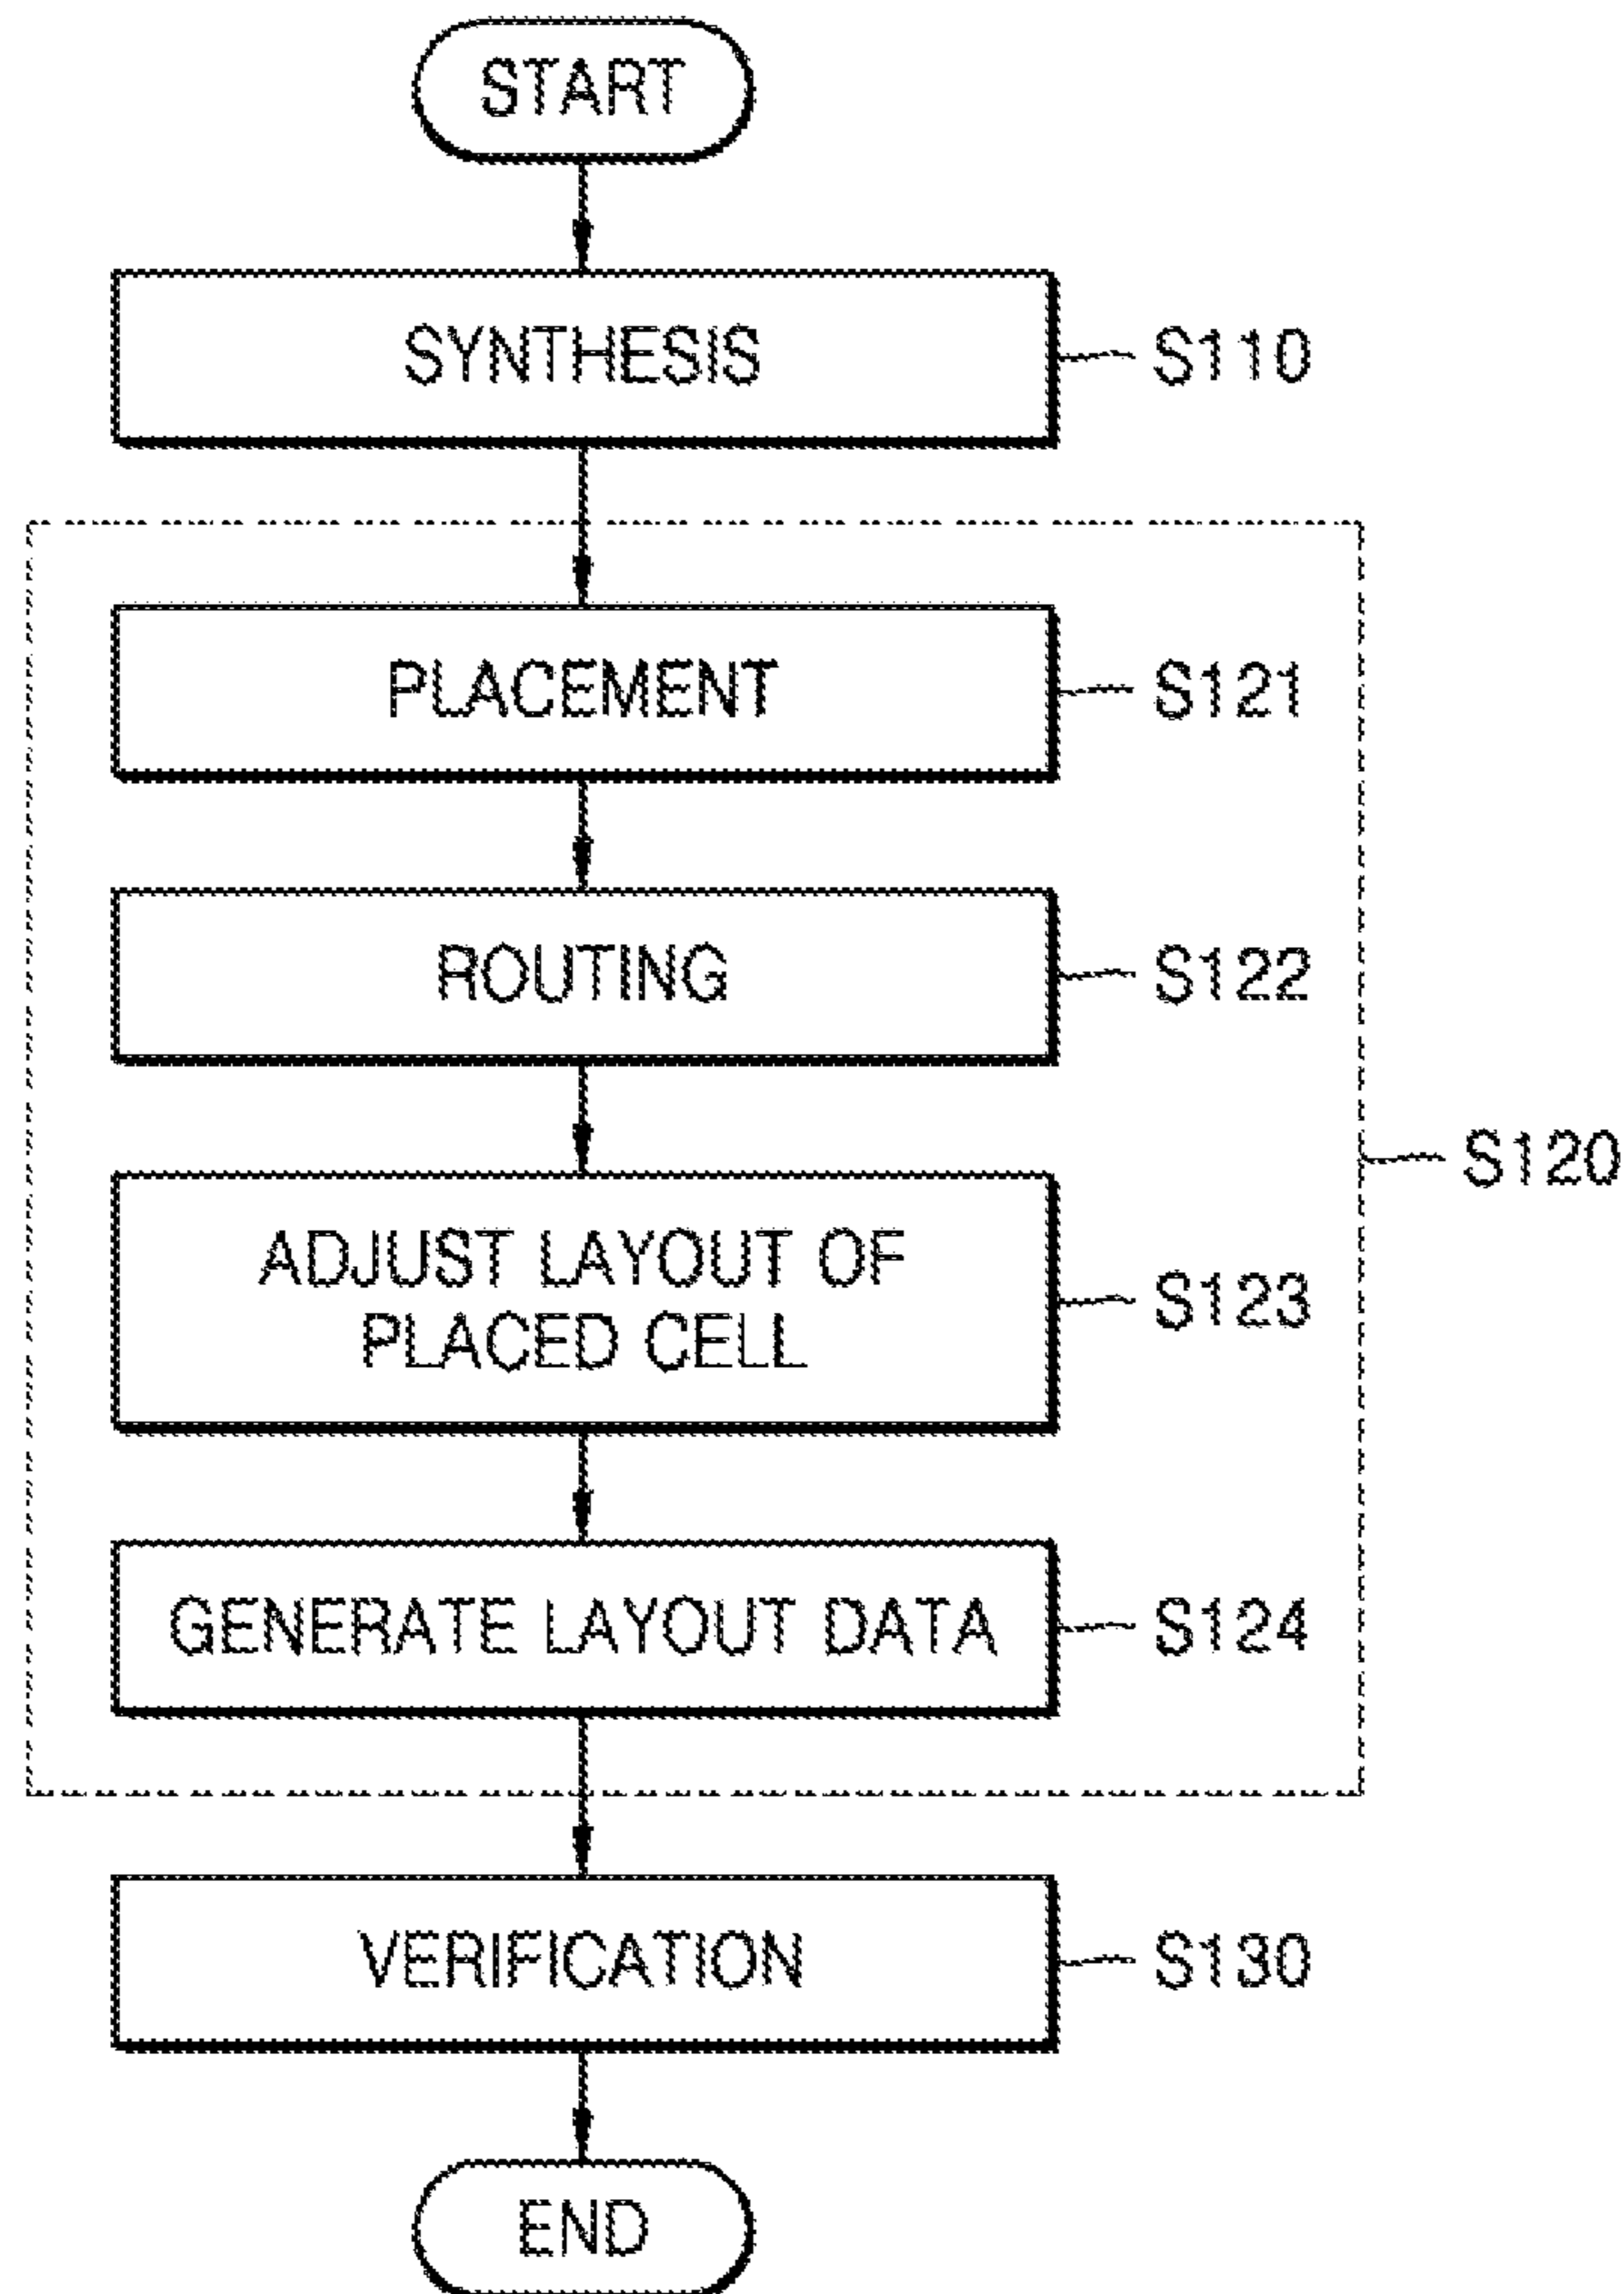 START
SYNTHESIS
S110
PLACEMENT
S121
ROUTING
S122
S120
ADJUST LAYOUT OF
PLACED CELL
S123
GENERATE LAYOUT DATA
S124
VERIFICATION
S130
END